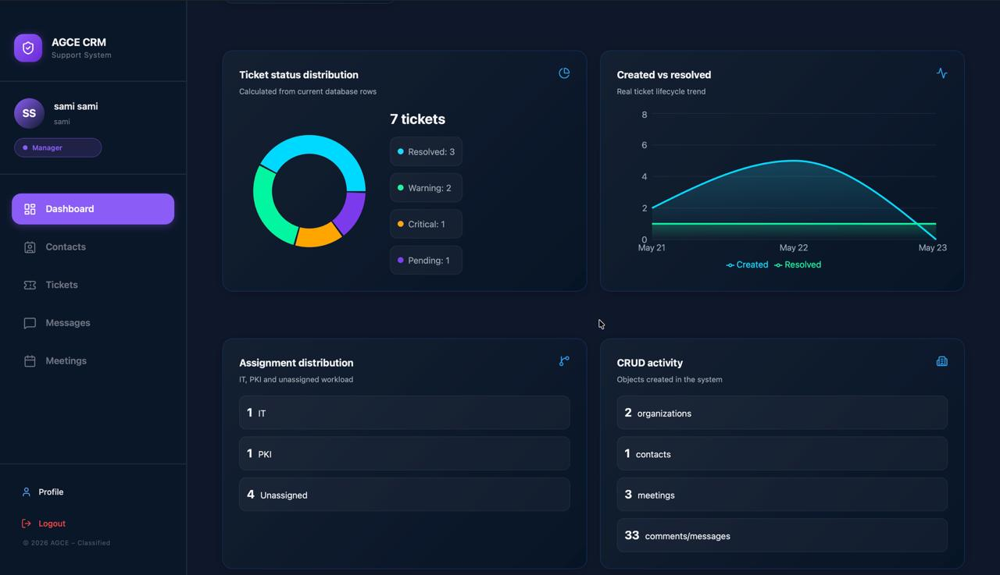 AGCE CRM
Support System
SS
sami sami
sami
Manager
Dashboard
Contacts
Tickets
Messages
Meetings
Profile
Logout
© 2026 AGCE – Classified
Ticket status distribution
Calculated from current database rows
7 tickets
Resolved: 3
Warning: 2
Critical: 1
Pending: 1
Created vs resolved
Real ticket lifecycle trend
8
6
4
2
0
May 21 May 22 May 23
Created Resolved
Assignment distribution
IT, PKI and unassigned workload
1 IT
1 PKI
4 Unassigned
CRUD activity
Objects created in the system
2 organizations
1 contacts
3 meetings
33 comments/messages